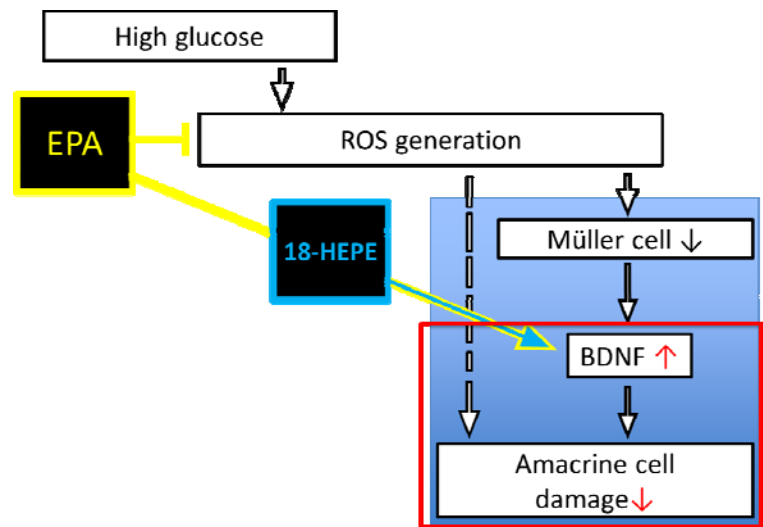 High glucose
EPA
ROS generation
18-HEPE
Müller cell ↓
BDNF ↑
Amacrine cell
damage↓